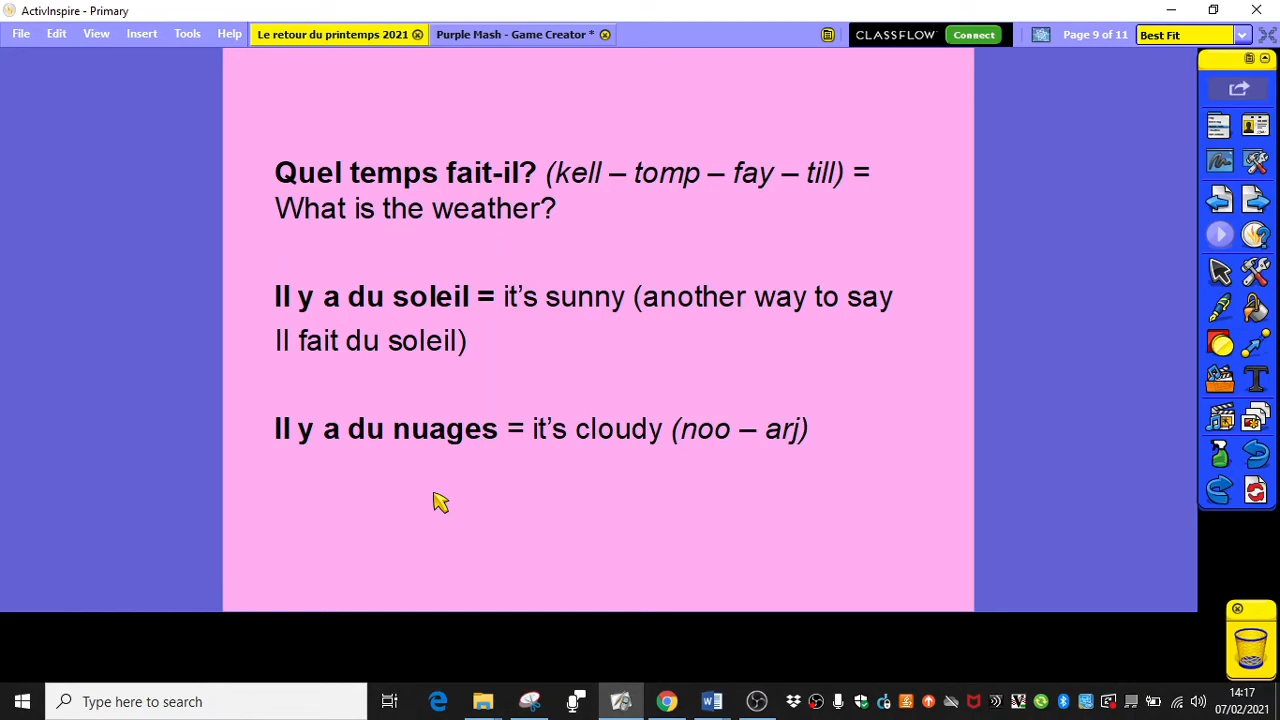 ActivInspire - Primary
File Edit View Insert Tools Help
Le retour du printemps 2021
Purple Mash - Game Creator *
CLASSFLOW Connect
Page 9 of 11
Best Fit
Quel temps fait-il? (kell – tomp – fay – till) =
What is the weather?
Il y a du soleil = it’s sunny (another way to say
Il fait du soleil)
Il y a du nuages = it’s cloudy (noo – arj)
Type here to search
14:17
07/02/2021